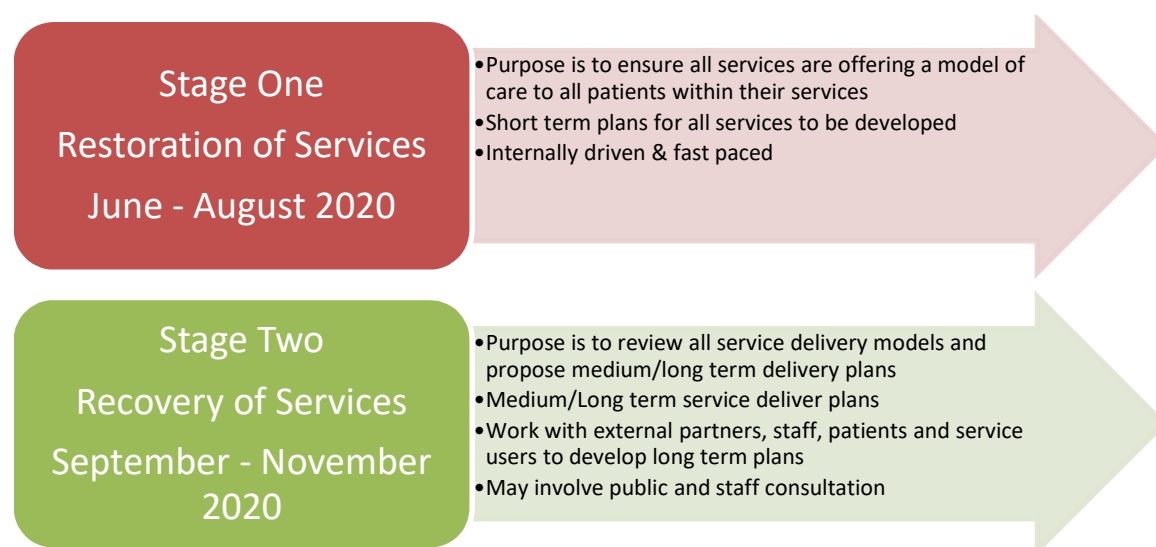 Stage One
Restoration of Services
June - August 2020
•Purpose is to ensure all services are offering a model of
care to all patients within their services
•Short term plans for all services to be developed
•Internally driven & fast paced
Stage Two
Recovery of Services
September - November
2020
•Purpose is to review all service delivery models and
propose medium/long term delivery plans
•Medium/Long term service deliver plans
•Work with external partners, staff, patients and service
users to develop long term plans
•May involve public and staff consultation